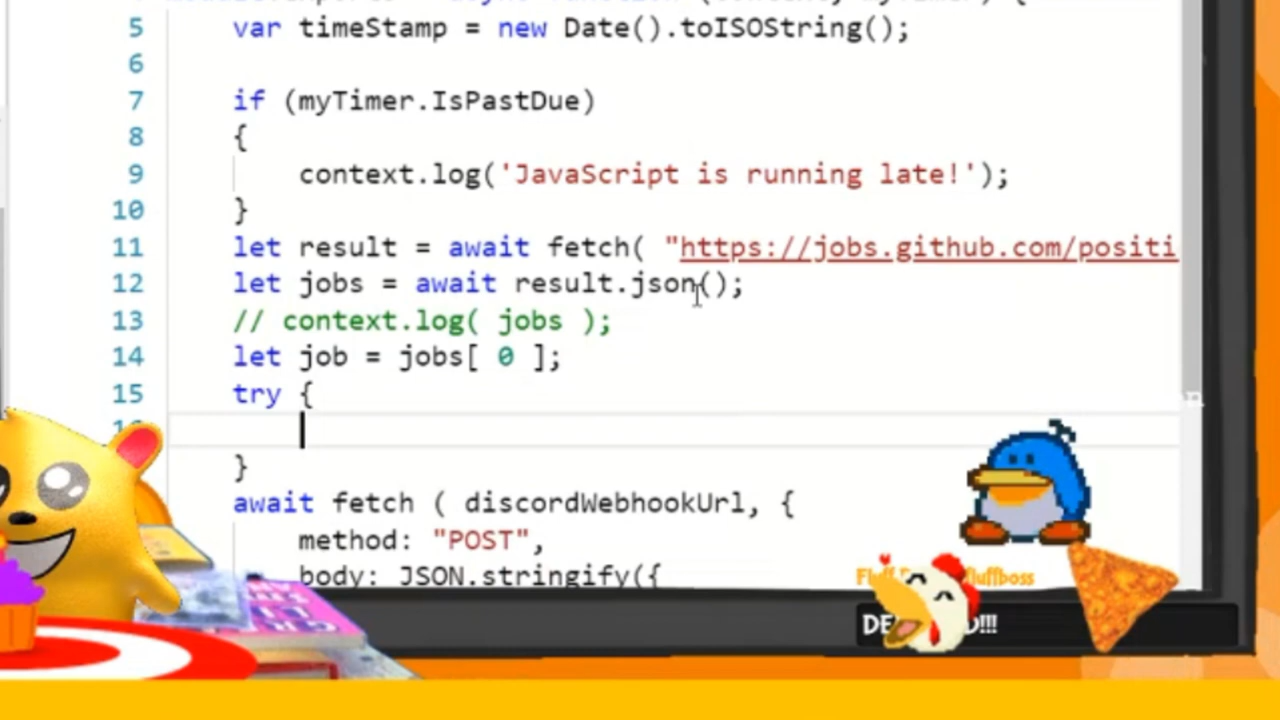 5 var timeStamp = new Date().toISOString();
6
7 if (myTimer.IsPastDue)
8 {
9 context.log('JavaScript is running late!');
10 }
11 let result = await fetch( "https://jobs.github.com/positi
12 let jobs = await result.json();
13 // context.log( jobs );
14 let job = jobs[ 0 ];
15 try {
}
await fetch ( discordWebhookUrl, {
method: "POST",
body: JSON.stringify({
fluffboss